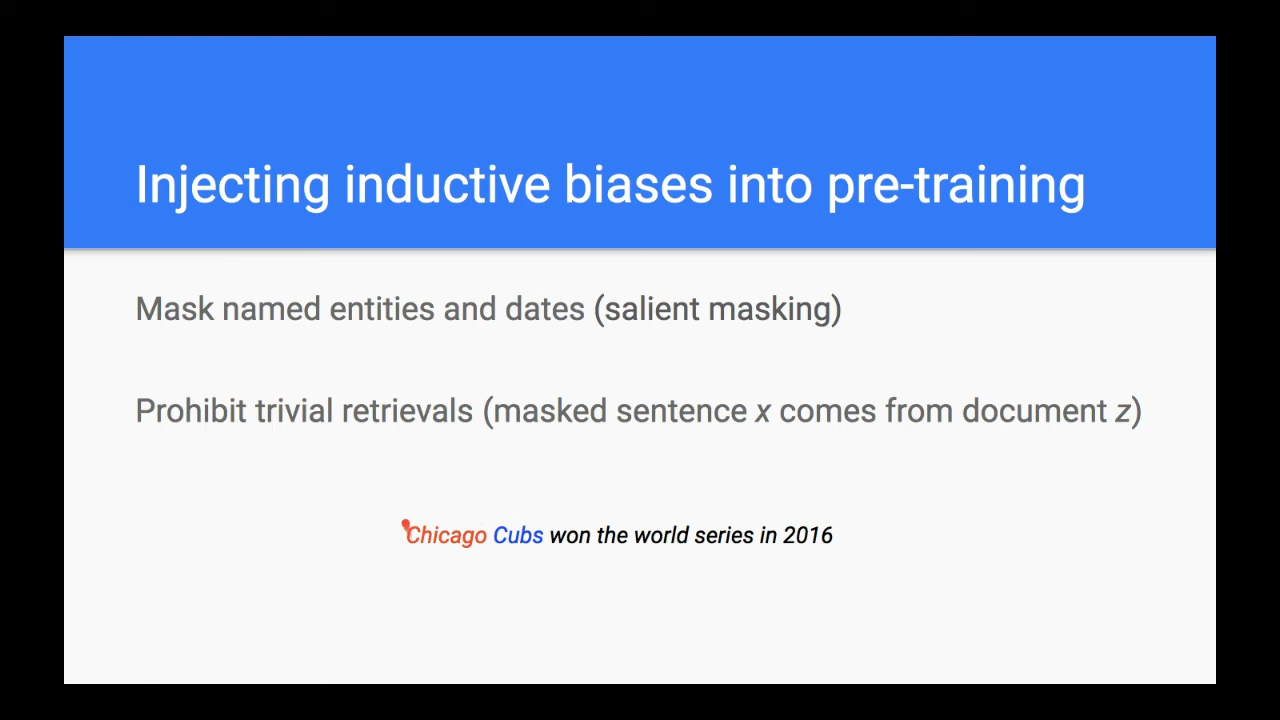 Injecting inductive biases into pre-training
Mask named entities and dates (salient masking)
Prohibit trivial retrievals (masked sentence x comes from document z)
Chicago Cubs won the world series in 2016